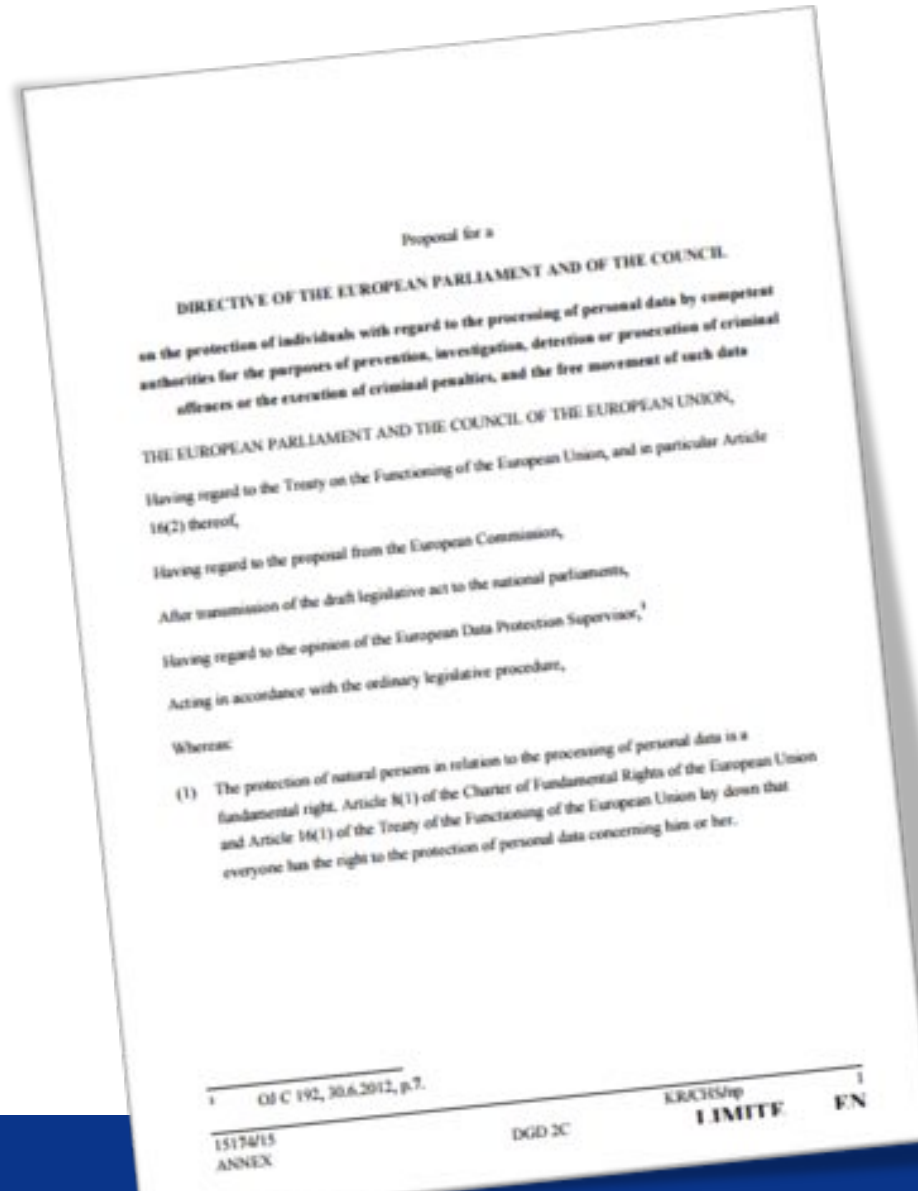 Proposal for a
DIRECTIVE OF THE EUROPEAN PARLIAMENT AND OF THE COUNCIL
on the protection of individuals with regard to the processing of personal data by competent
authorities for the purposes of prevention, investigation, detection or prosecution of criminal
offences or the execution of criminal penalties, and the free movement of such data
THE EUROPEAN PARLIAMENT AND THE COUNCIL OF THE EUROPEAN UNION,
Having regard to the Treaty on the Functioning of the European Union, and in particular Article
16(2) thereof,
Having regard to the proposal from the European Commission,
After transmission of the draft legislative act to the national parliaments,
Having regard to the opinion of the European Data Protection Supervisor,1
Acting in accordance with the ordinary legislative procedure,
Whereas:
(1) The protection of natural persons in relation to the processing of personal data is a
fundamental right. Article 8(1) of the Charter of Fundamental Rights of the European Union
and Article 16(1) of the Treaty of the Functioning of the European Union lay down that
everyone has the right to the protection of personal data concerning him or her.
1 OJ C 192, 30.6.2012, p.7.
15174/15 KR/CHS/np 1
ANNEX DGD 2C LIMITE EN